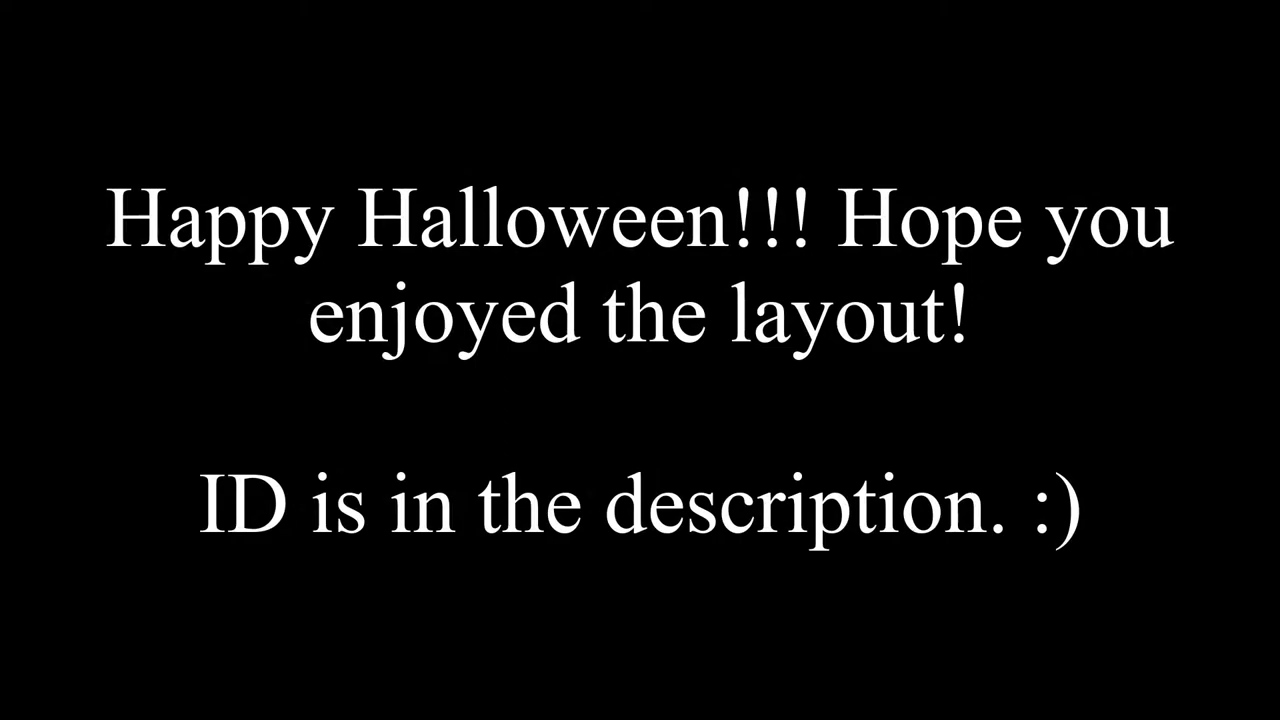 Happy Halloween!!! Hope you
enjoyed the layout!
ID is in the description. :)